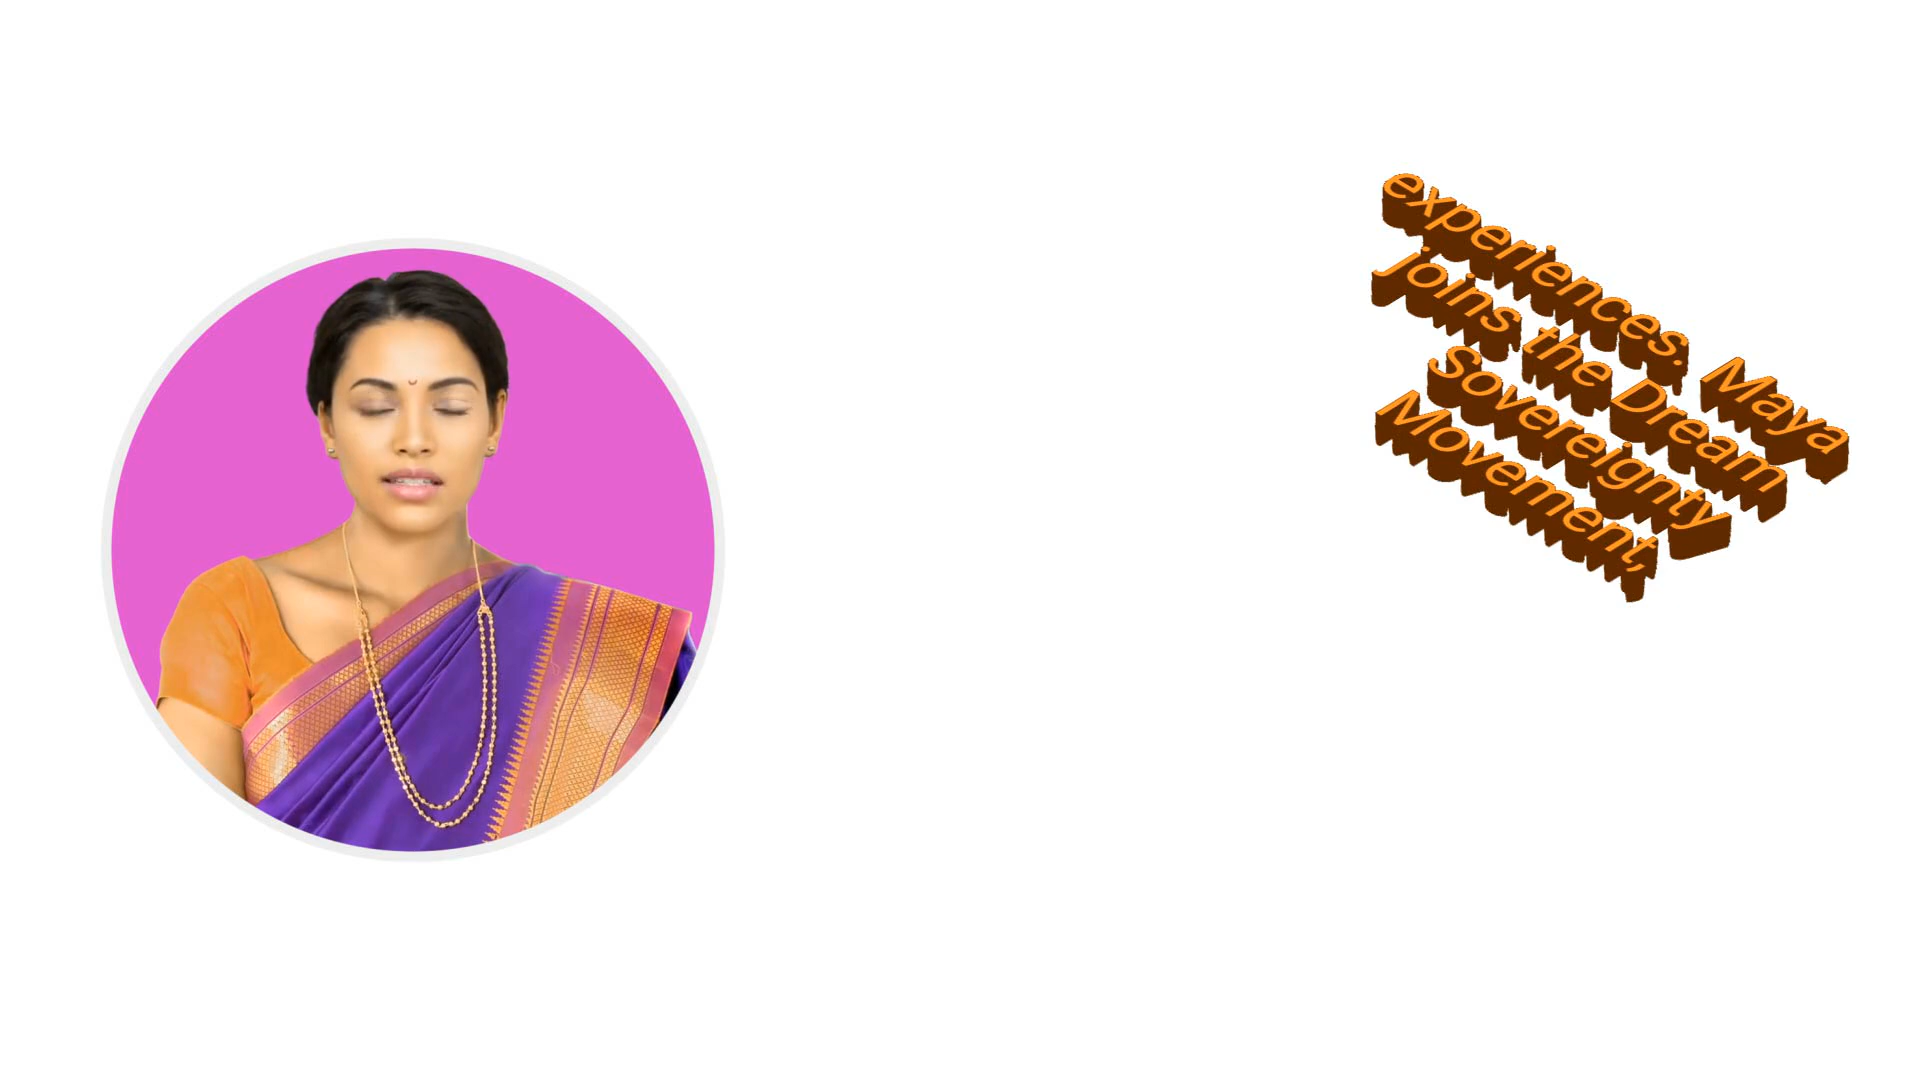 experiences. Maya
joins the Dream
Sovereignty
Movement,